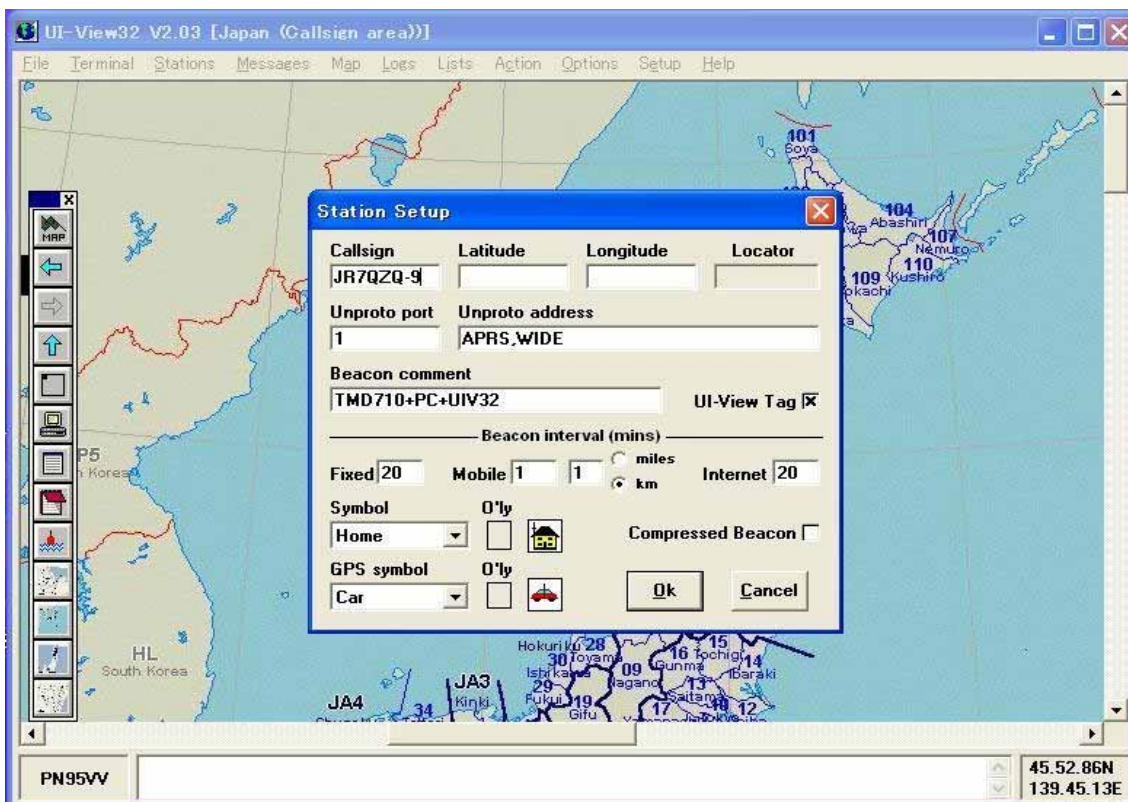 UI-View32 V2.03 [Japan (Callsign area))]
File Terminal Stations Messages Map Logs Lists Action Options Setup Help
MAP
101
Soya
104
Abashiri
107
Nemuro
110
Kushiro
109
okachi
Station Setup
Callsign Latitude Longitude Locator
JR7QZQ-9
Unproto port Unproto address
1 APRS,WIDE
Beacon comment
TMD710+PC+UIV32 UI-View Tag
Beacon interval (mins)
Fixed 20 Mobile 1 1 miles km Internet 20
Symbol O'ly
Home Compressed Beacon
GPS symbol O'ly
Car Ok Cancel
P5
Korea
HL
South Korea
Hokuriku 28
30 Toyama
Ishikawa
29
Fukui
09
Nagano
16
Gunma
15
Tochigi
14
Ibaraki
13
Saitama
19
Gifu
17
12
JA3
Kinki
JA4
34
PN95VV
45.52.86N
139.45.13E